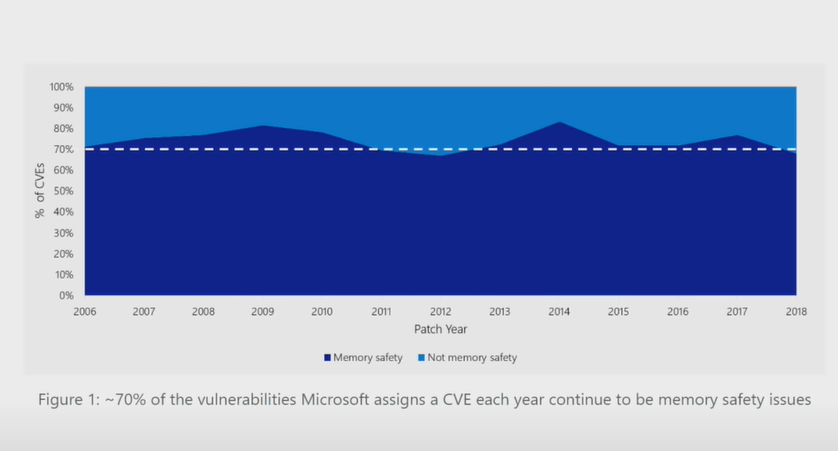 100%
90%
80%
70%
60%
50%
40%
30%
20%
10%
0%
% of CVEs
2006 2007 2008 2009 2010 2011 2012 2013 2014 2015 2016 2017 2018
Patch Year
Memory safety Not memory safety
Figure 1: ~70% of the vulnerabilities Microsoft assigns a CVE each year continue to be memory safety issues